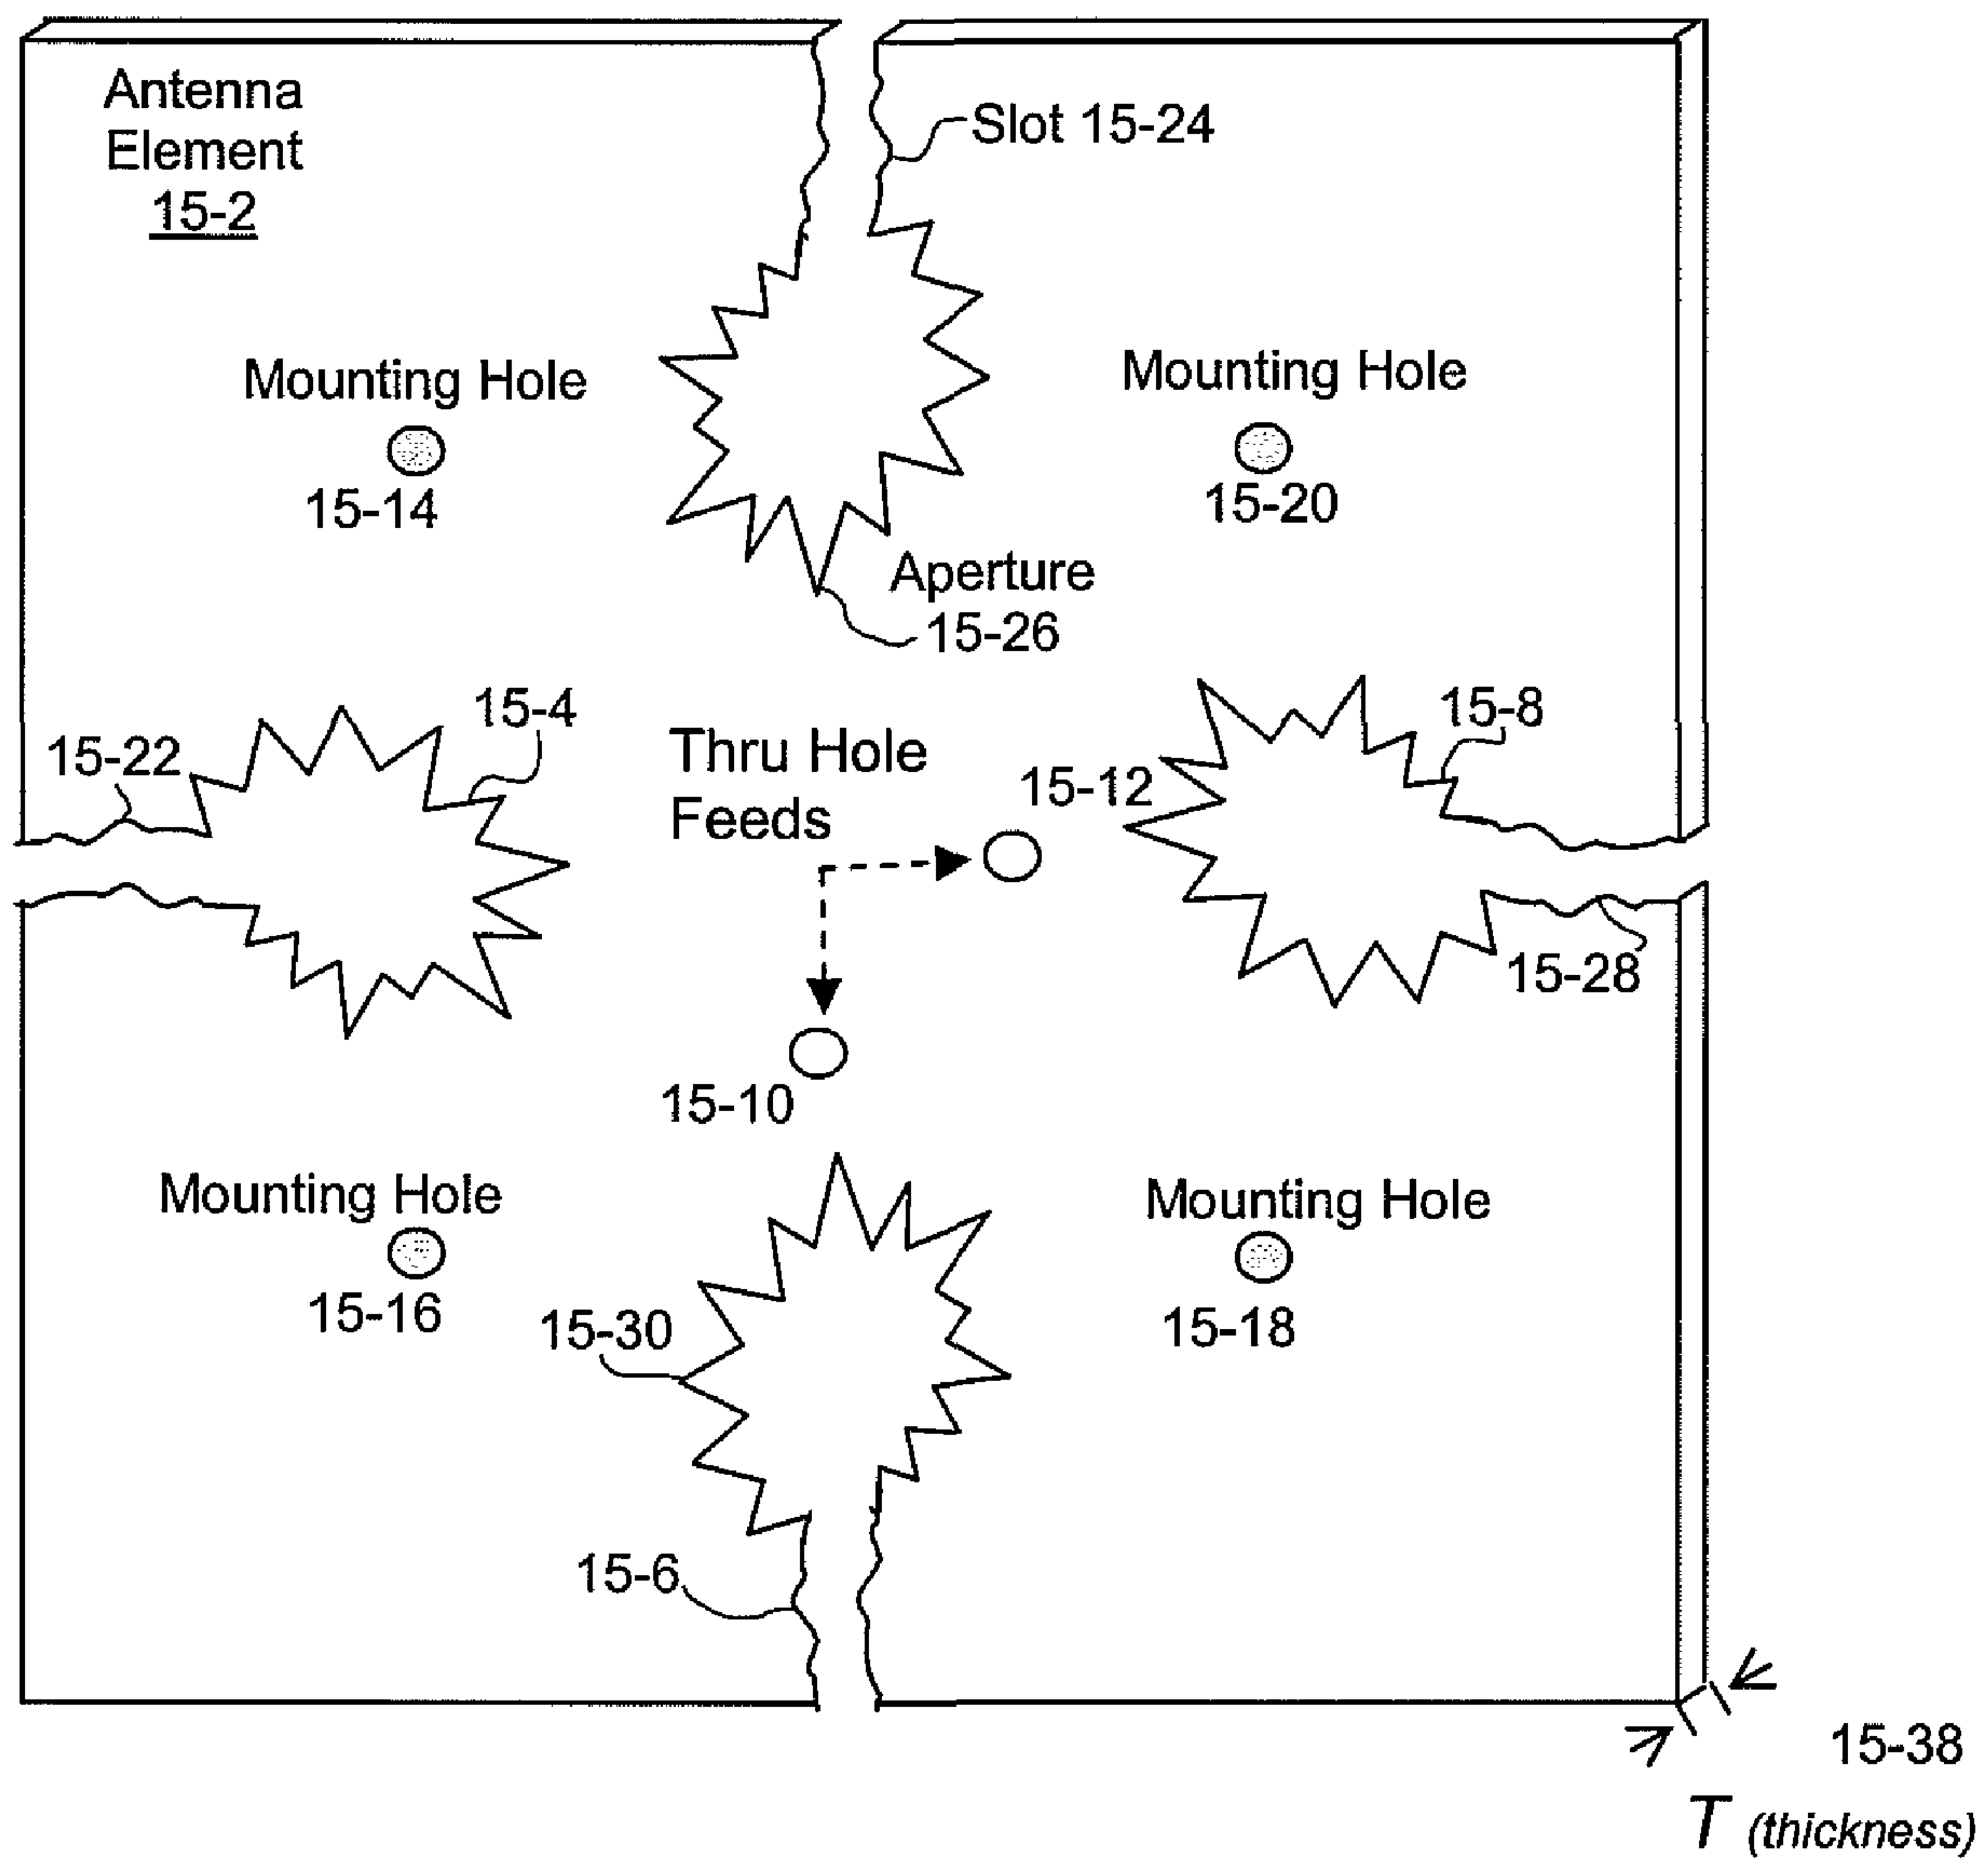 Antenna
Element
15-2
Slot 15-24
Mounting Hole
15-14
Mounting Hole
15-20
Aperture
15-26
15-22
15-4
Thru Hole
Feeds
15-12
15-8
15-28
15-10
Mounting Hole
15-16
Mounting Hole
15-18
15-30
15-6
15-38
T (thickness)